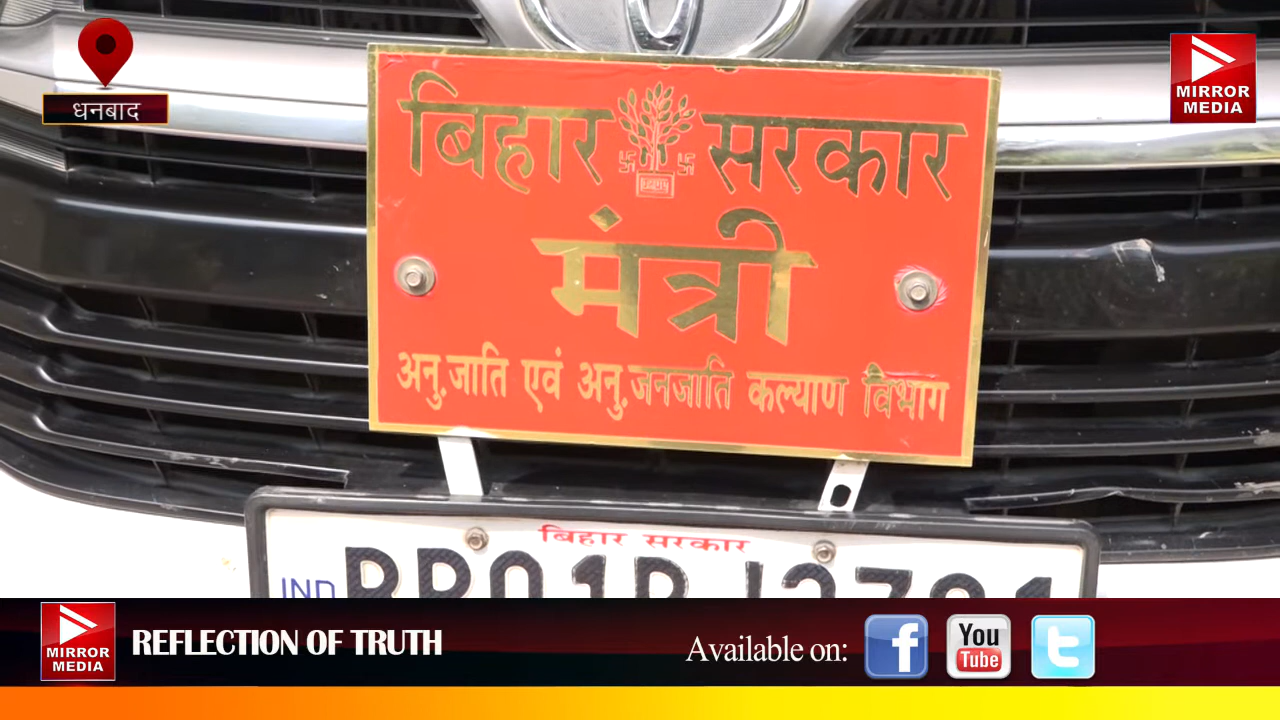 धनबाद
MIRROR
MEDIA
बिहार सरकार
मंत्री
अनु.जाति एवं अनु.जनजाति कल्याण विभाग
बिहार सरकार
IND
MIRROR
MEDIA
REFLECTION OF TRUTH
Available on:
f
You
Tube
t